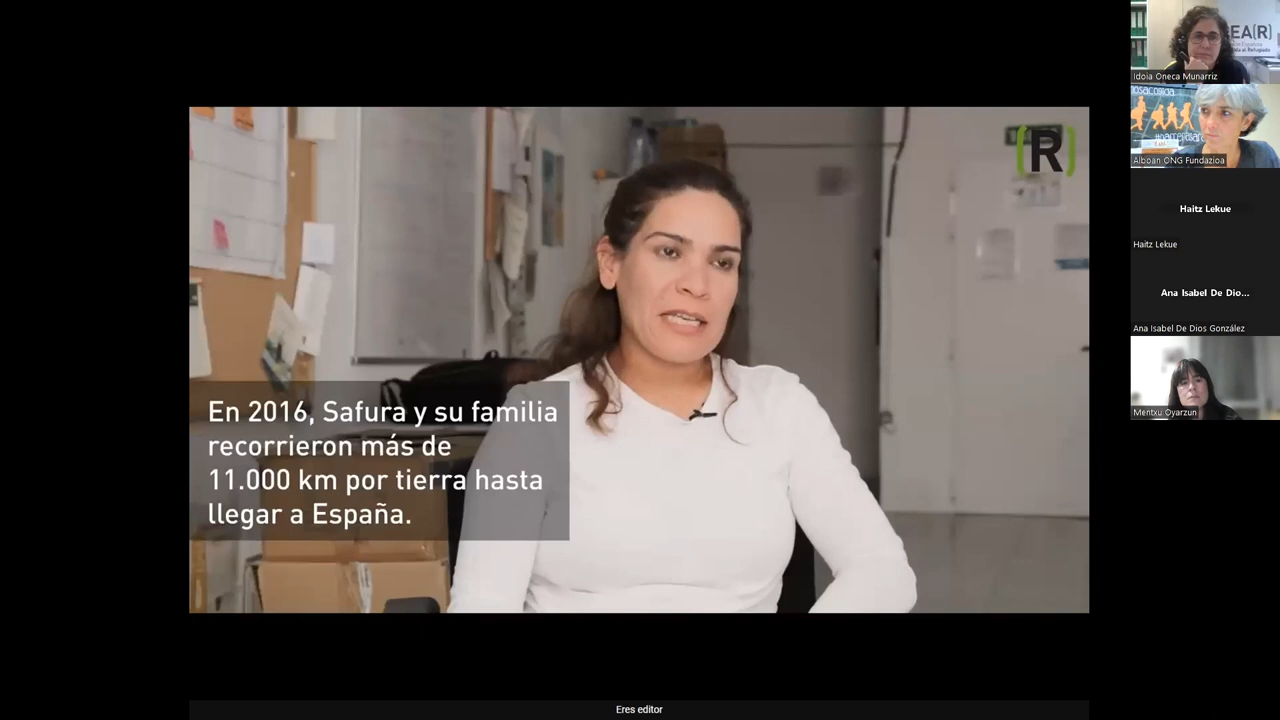 (R)
En 2016, Safura y su familia
recorrieron más de
11.000 km por tierra hasta
llegar a España.
Eres editor
EA(R)
Idoia Oneca Munarriz
Alboan ONG Fundazioa
Haitz Lekue
Haitz Lekue
Ana Isabel De Dio...
Ana Isabel De Dios González
Mentxu Oyarzun